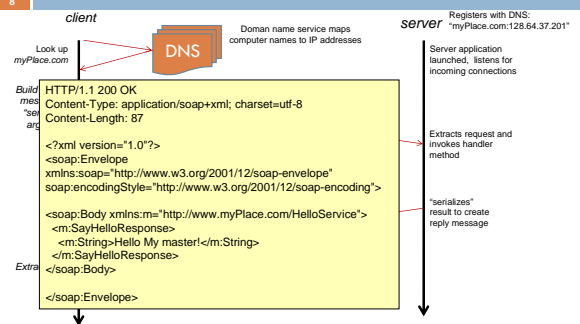 8
client
DNS
Doman name service maps
computer names to IP addresses
server
Registers with DNS:
"myPlace.com:128.64.37.201"
Look up
myPlace.com
Server application
launched, listens for
incoming connections
Build
mes
"ser
arg
HTTP/1.1 200 OK
Content-Type: application/soap+xml; charset=utf-8
Content-Length: 87
<?xml version="1.0"?>
<soap:Envelope
xmlns:soap="http://www.w3.org/2001/12/soap-envelope"
soap:encodingStyle="http://www.w3.org/2001/12/soap-encoding">
<soap:Body xmlns:m="http://www.myPlace.com/HelloService">
<m:SayHelloResponse>
<m:String>Hello My master!</m:String>
</m:SayHelloResponse>
</soap:Body>
</soap:Envelope>
Extracts request and
invokes handler
method
"serializes"
result to create
reply message
Extra